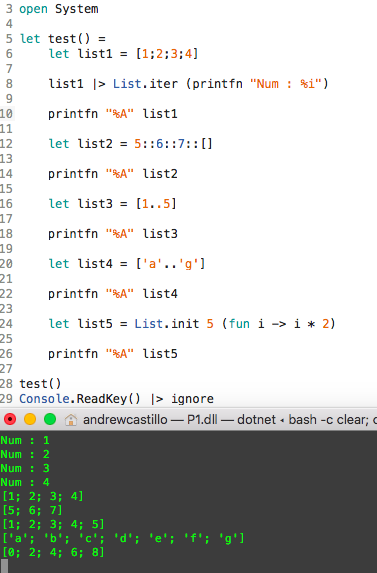 3 open System
4
5 let test() =
6 let list1 = [1;2;3;4]
7
8 list1 |> List.iter (printfn "Num : %i")
9
10 printfn "%A" list1
11
12 let list2 = 5::6::7::[]
13
14 printfn "%A" list2
15
16 let list3 = [1..5]
17
18 printfn "%A" list3
19
20 let list4 = ['a'..'g']
21
22 printfn "%A" list4
23
24 let list5 = List.init 5 (fun i -> i * 2)
25
26 printfn "%A" list5
27
28 test()
29 Console.ReadKey() |> ignore
andrewcastillo — P1.dll — dotnet ◂ bash -c clear;
Num : 1
Num : 2
Num : 3
Num : 4
[1; 2; 3; 4]
[5; 6; 7]
[1; 2; 3; 4; 5]
['a'; 'b'; 'c'; 'd'; 'e'; 'f'; 'g']
[0; 2; 4; 6; 8]